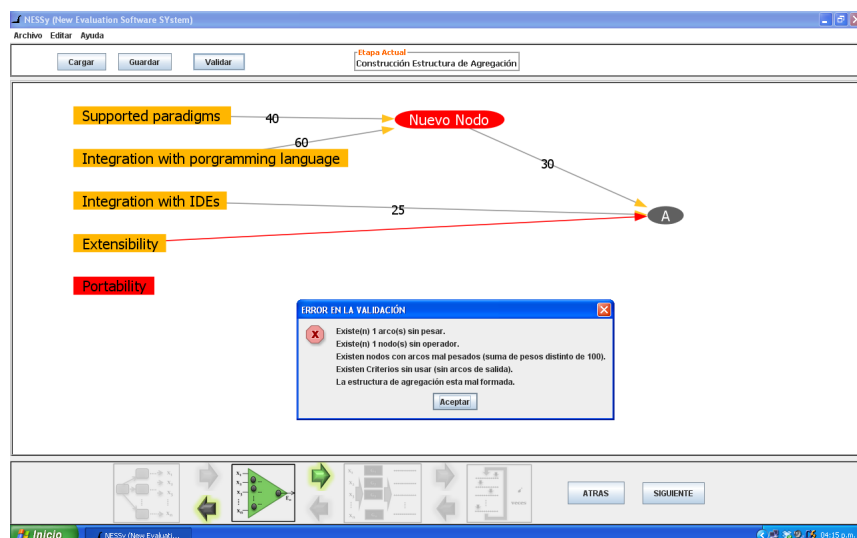 NESSy (New Evaluation Software SYstem)
Archivo Editar Ayuda
Cargar Guardar Validar
Etapa Actual
Construcción Estructura de Agregación
Supported paradigms
40
Nuevo Nodo
60
Integration with porgramming language
30
Integration with IDEs
25
A
Extensibility
Portability
ERROR EN LA VALIDACIÓN
Existe(n) 1 arco(s) sin pesar.
Existe(n) 1 nodo(s) sin operador.
Existen nodos con arcos mal pesados (suma de pesos distinto de 100).
Existen Criterios sin usar (sin arcos de salida).
La estructura de agregación esta mal formada.
Aceptar
ATRAS SIGUIENTE
Inicio NESSy (New Evaluati... 04:15 p.m.